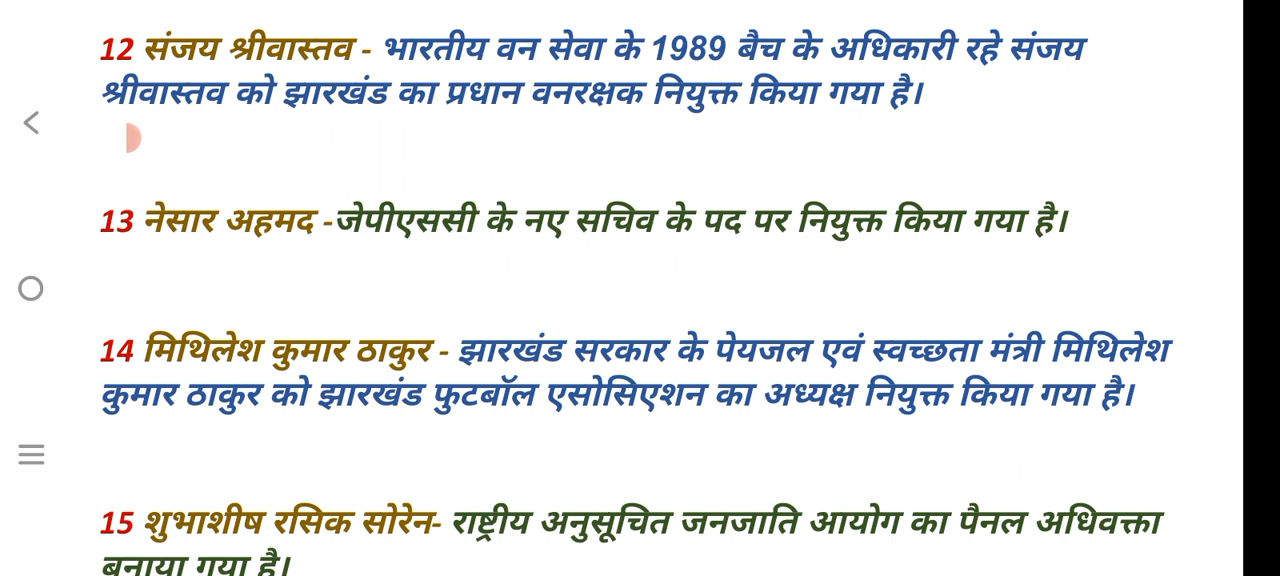 12 संजय श्रीवास्तव - भारतीय वन सेवा के 1989 बैच के अधिकारी रहे संजय
श्रीवास्तव को झारखंड का प्रधान वनरक्षक नियुक्त किया गया है।
13 नेसार अहमद -जेपीएससी के नए सचिव के पद पर नियुक्त किया गया है।
14 मिथिलेश कुमार ठाकुर - झारखंड सरकार के पेयजल एवं स्वच्छता मंत्री मिथिलेश
कुमार ठाकुर को झारखंड फुटबॉल एसोसिएशन का अध्यक्ष नियुक्त किया गया है।
15 शुभाशीष रसिक सोरेन- राष्ट्रीय अनुसूचित जनजाति आयोग का पैनल अधिवक्ता
बनाया गया है।